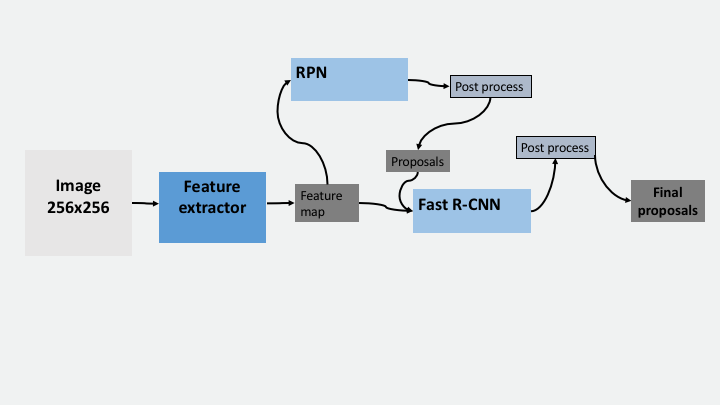 RPN
Post process
Post process
Proposals
Image
256x256
Feature
extractor
Feature
map
Fast R-CNN
Final
proposals